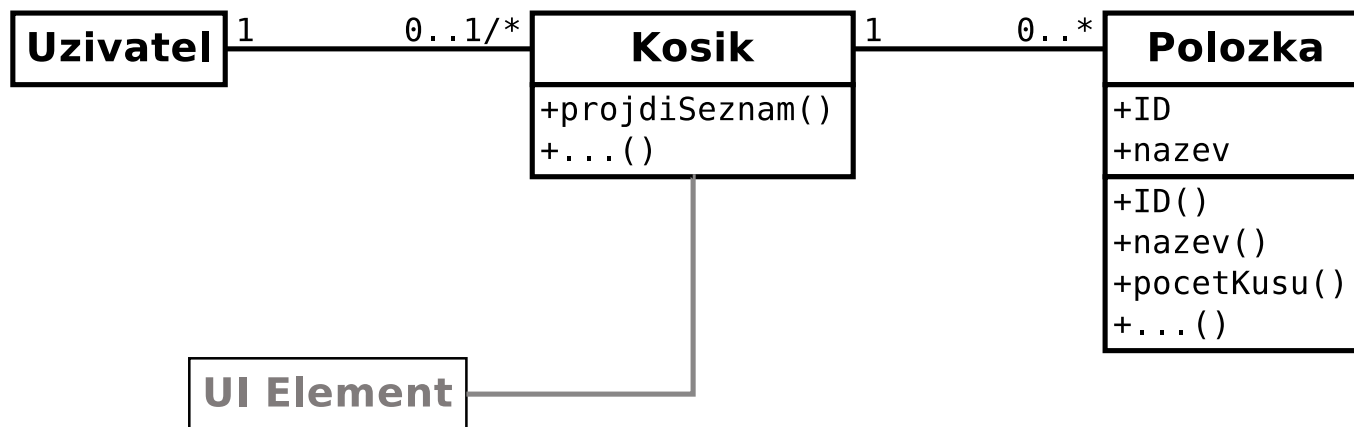 Uzivatel
1
0..1/*
Kosik
+projdiSeznam()
+...()
1
0..*
Polozka
+ID
+nazev
+ID()
+nazev()
+pocetKusu()
+...()
UI Element